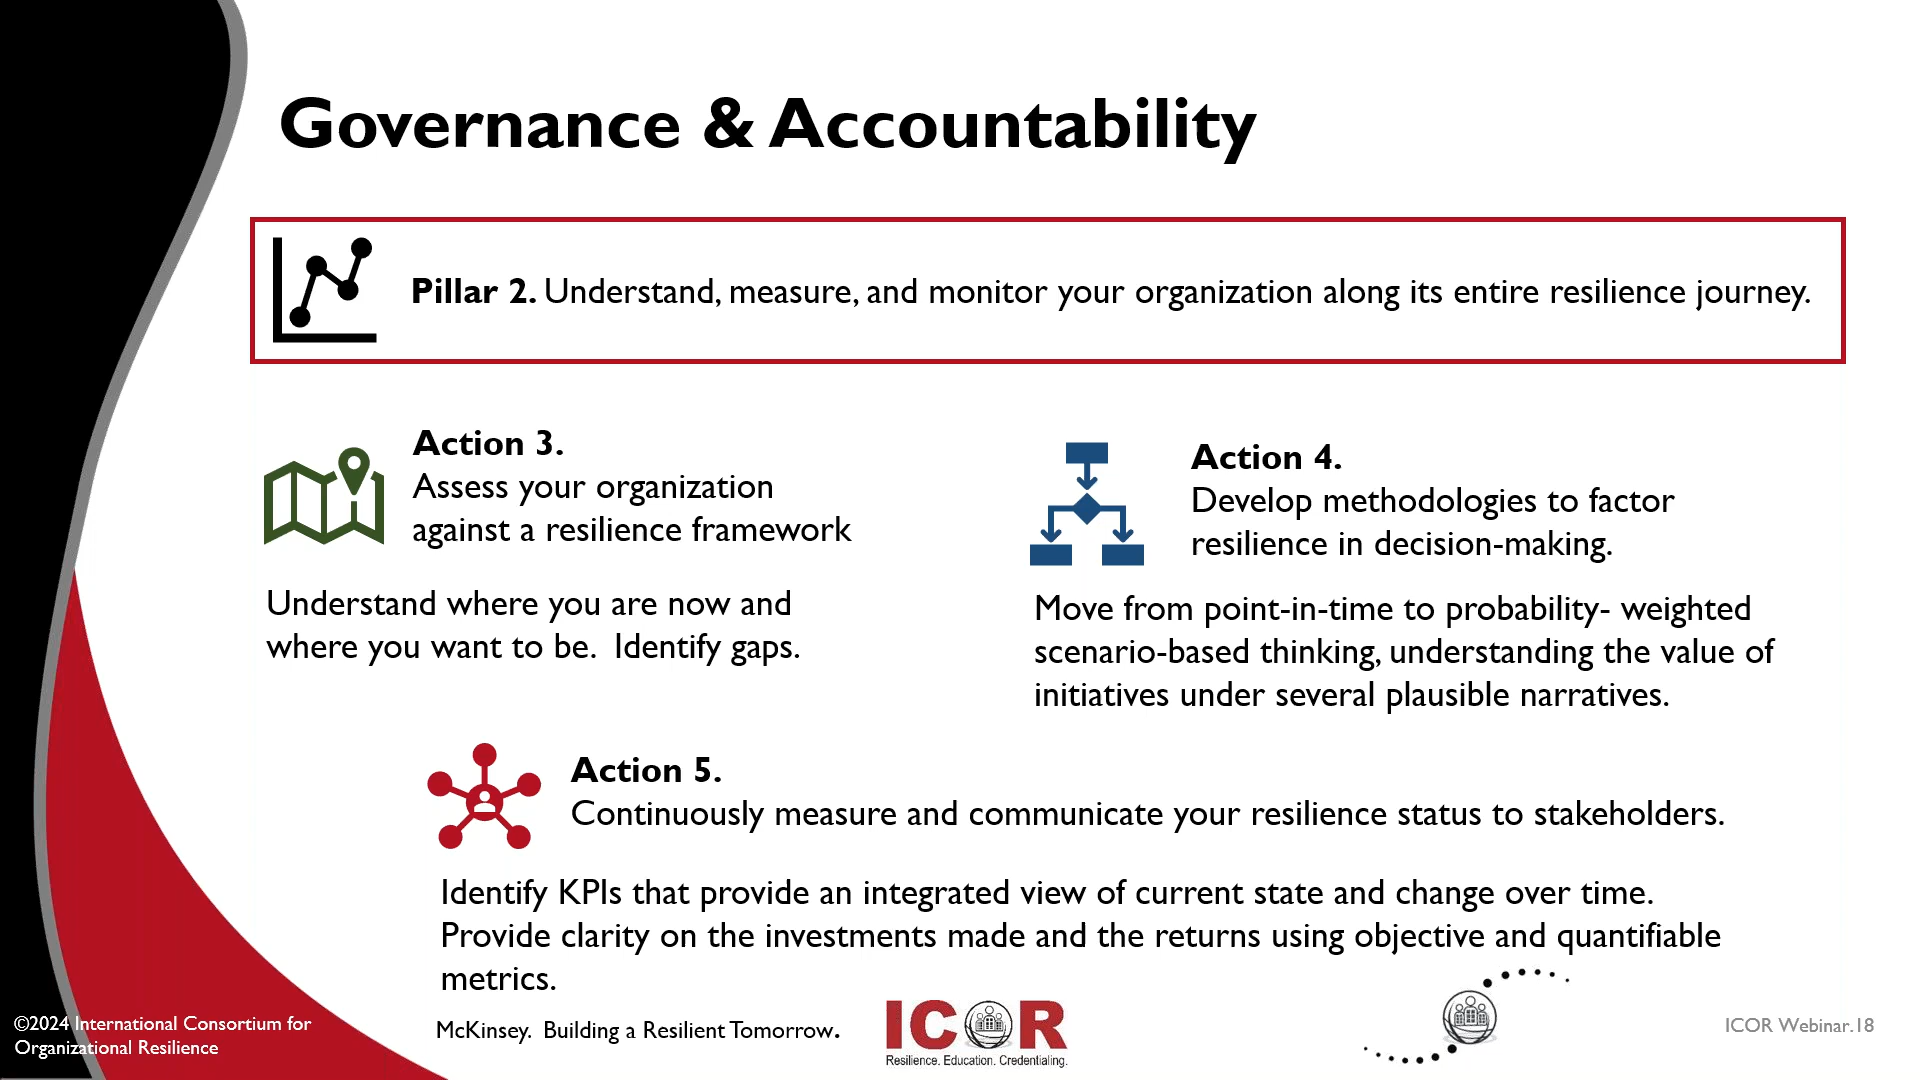 Governance & Accountability
Pillar 2. Understand, measure, and monitor your organization along its entire resilience journey.
Action 3.
Assess your organization
against a resilience framework
Understand where you are now and
where you want to be.  Identify gaps.
Action 4.
Develop methodologies to factor
resilience in decision-making.
Move from point-in-time to probability- weighted
scenario-based thinking, understanding the value of
initiatives under several plausible narratives.
Action 5.
Continuously measure and communicate your resilience status to stakeholders.
Identify KPIs that provide an integrated view of current state and change over time.
Provide clarity on the investments made and the returns using objective and quantifiable
metrics.
©2024 International Consortium for
Organizational Resilience
McKinsey.  Building a Resilient Tomorrow.
ICOR
Resilience. Education. Credentialing.
ICOR Webinar.18